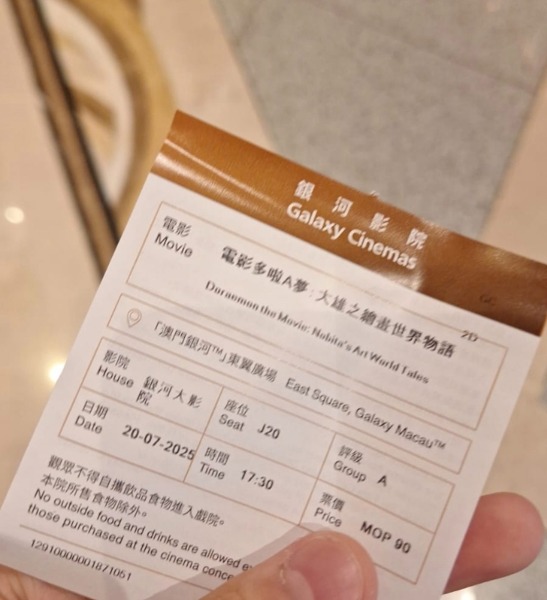 銀河影院
Galaxy Cinemas
GC
2D
電影
Movie
電影多啦A夢：大雄之繪畫世界物語
Doraemon the Movie: Nobita's Art World Tales
「澳門銀河™」東翼廣場 East Square, Galaxy Macau™
影院
House
銀河大影院
座位
Seat
J20
評級
Group
A
日期
Date
20-07-2025
時間
Time
17:30
票價
Price
MOP 90
觀眾不得自攜飲品食物進入戲院。
本院所售食物除外。
No outside food and drinks are allowed
those purchased at the cinema
1201000001871051